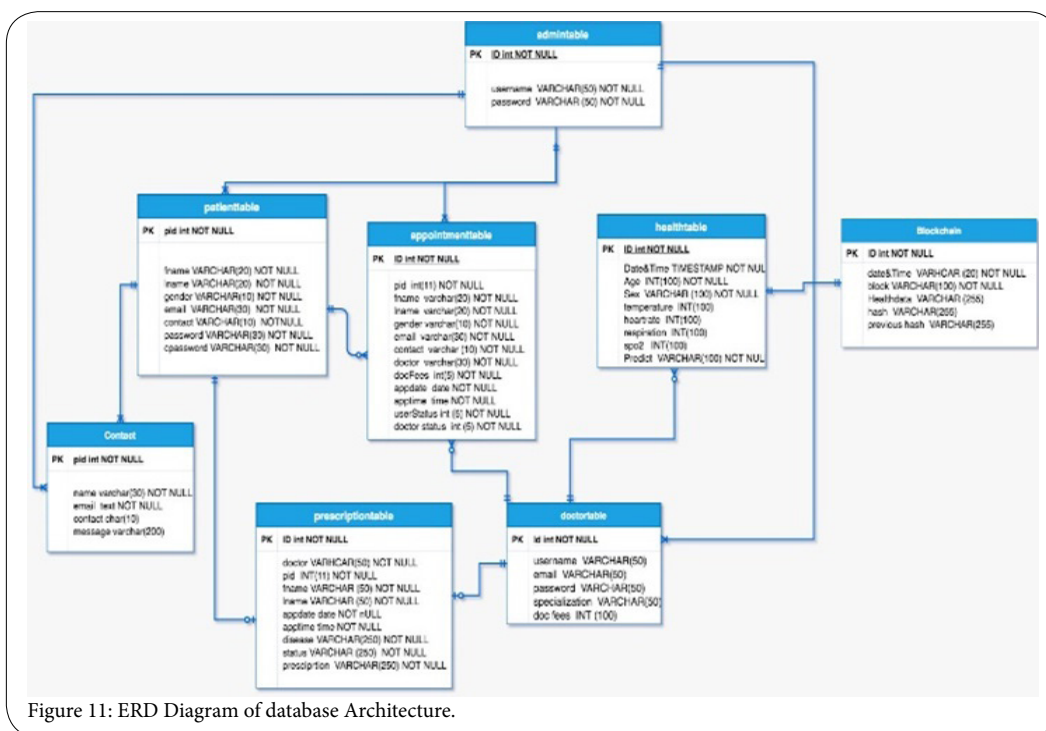 admintable
PK ID int NOT NULL
username VARCHAR(50) NOT NULL
password VARCHAR (50) NOT NULL
patienttable
PK pid int NOT NULL
fname VARCHAR(20) NOT NULL
lname VARCHAR(20) NOT NULL
gender VARCHAR(10) NOT NULL
email VARCHAR(30) NOT NULL
contact VARCHAR(10) NOTNULL
password VARCHAR(30) NOT NULL
cpassword VARCHAR(30) NOT NULL
appointmenttable
PK ID int NOT NULL
pid int(11) NOT NULL
fname varchar(20) NOT NULL
lname varchar(20) NOT NULL
gender varchar(10) NOT NULL
email varchar(30) NOT NULL
contact varchar (10) NOT NULL
doctor varchar(30) NOT NULL
docFees int(5) NOT NULL
appdate date NOT NULL
apptime time NOT NULL
userStatus int (5) NOT NULL
doctor status int (5) NOT NULL
healthtable
PK ID int NOT NULL
Date&Time TIMESTAMP NOT NUL
Age INT(100) NOT NULL
Sex VARCHAR (100) NOT NULL
temperature INT(100)
heartrate INT(100)
respiration INT(100)
spo2 INT(100)
Predict VARCHAR(100) NOT NUL
Blockchain
PK ID int NOT NULL
date&Time VARHCAR (20) NOT NULL
block VARCHAR(100) NOT NULL
Healthdata VARCHAR (255)
hash VARCHAR(255)
previous hash VARCHAR(255)
Contact
PK pid int NOT NULL
name varchar(30) NOT NULL
email text NOT NULL
contact char(10)
message varchar(200)
prescriptiontable
PK ID int NOT NULL
doctor VARHCAR(50) NOT NULL
pid INT(11) NOT NULL
fname VARCHAR (50) NOT NULL
lname VARCHAR (50) NOT NULL
appdate date NOT nULL
apptime time NOT NULL
disease VARCHAR(250) NOT NULL
status VARCHAR (250) NOT NULL
presciprtion VARCHAR(250) NOT NULL
doctortable
PK Id int NOT NULL
username VARCHAR(50)
email VARCHAR(50)
password VARCHAR(50)
specialization VARCHAR(50)
doc fees INT (100)
Figure 11: ERD Diagram of database Architecture.